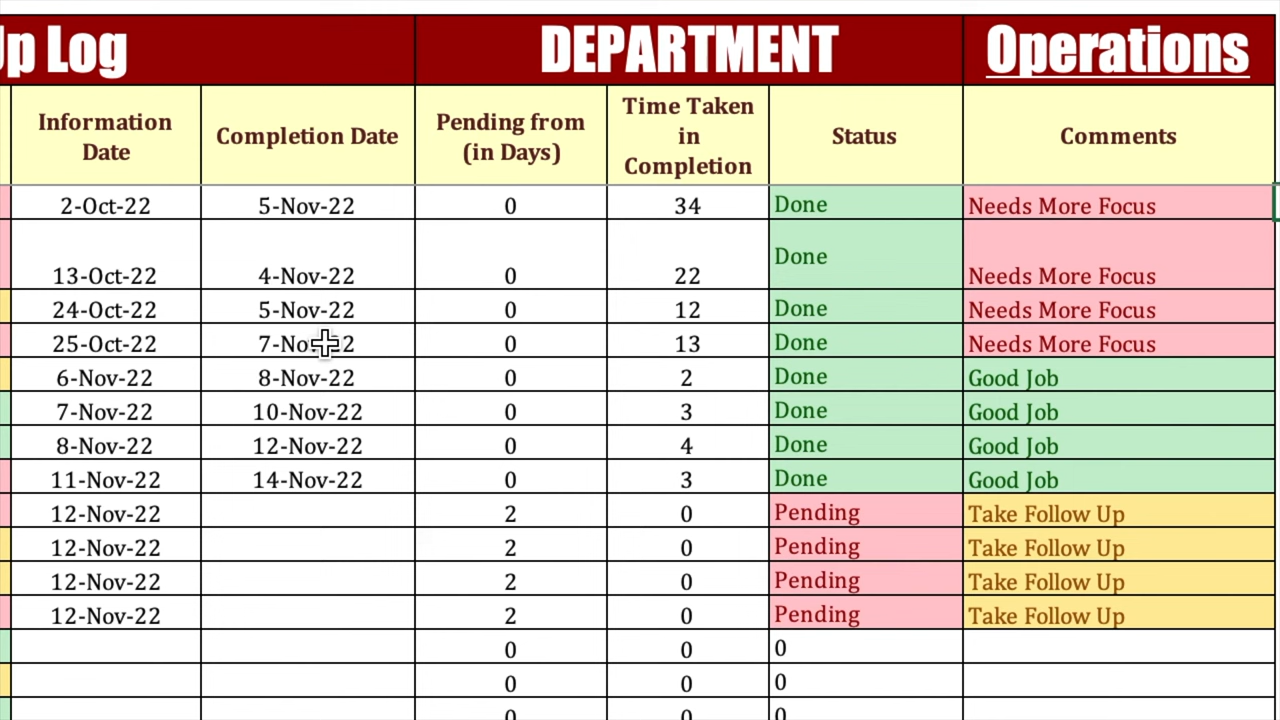 Up Log DEPARTMENT Operations
Information Date Completion Date Pending from (in Days) Time Taken in Completion Status Comments
2-Oct-22 5-Nov-22 0 34 Done Needs More Focus
13-Oct-22 4-Nov-22 0 22 Done Needs More Focus
24-Oct-22 5-Nov-22 0 12 Done Needs More Focus
25-Oct-22 7-Nov-22 0 13 Done Needs More Focus
6-Nov-22 8-Nov-22 0 2 Done Good Job
7-Nov-22 10-Nov-22 0 3 Done Good Job
8-Nov-22 12-Nov-22 0 4 Done Good Job
11-Nov-22 14-Nov-22 0 3 Done Good Job
12-Nov-22 2 0 Pending Take Follow Up
12-Nov-22 2 0 Pending Take Follow Up
12-Nov-22 2 0 Pending Take Follow Up
12-Nov-22 2 0 Pending Take Follow Up
0 0 0
0 0 0
0 0 0